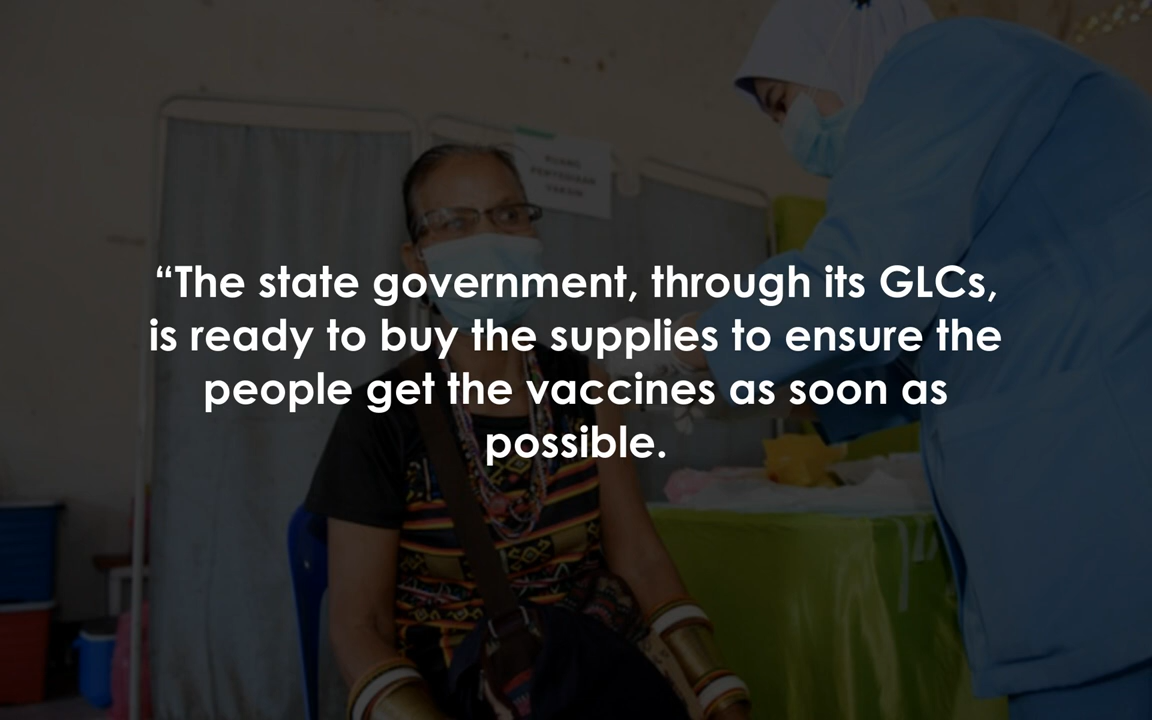 “The state government, through its GLCs,
is ready to buy the supplies to ensure the
people get the vaccines as soon as
possible.
RUANG